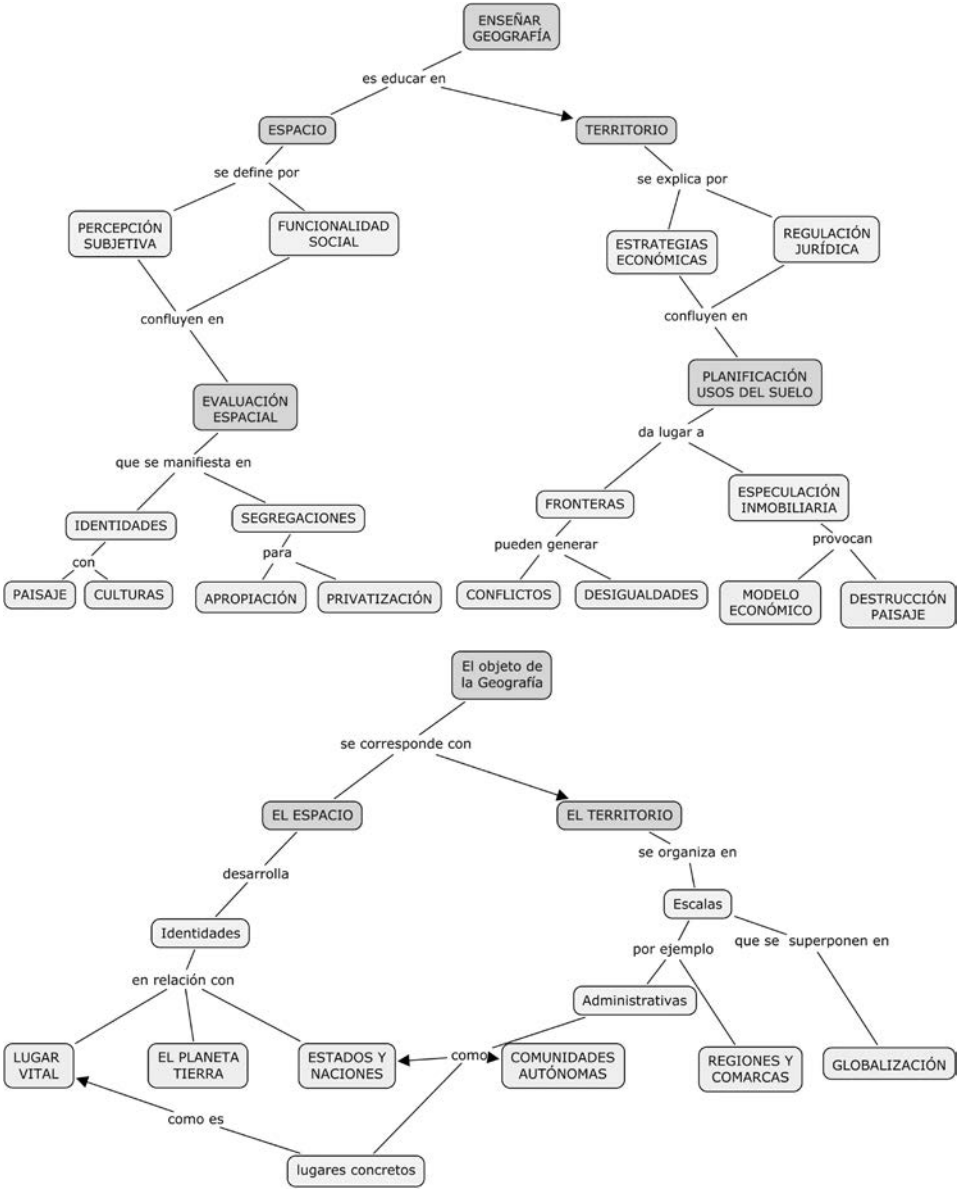 ENSEÑAR
GEOGRAFÍA
es educar en
ESPACIO
TERRITORIO
se define por
se explica por
PERCEPCIÓN
SUBJETIVA
FUNCIONALIDAD
SOCIAL
ESTRATEGIAS
ECONÓMICAS
REGULACIÓN
JURÍDICA
confluyen en
confluyen en
EVALUACIÓN
ESPACIAL
PLANIFICACIÓN
USOS DEL SUELO
que se manifiesta en
da lugar a
IDENTIDADES
SEGREGACIONES
FRONTERAS
ESPECULACIÓN
INMOBILIARIA
con
para
pueden generar
provocan
PAISAJE
CULTURAS
APROPIACIÓN
PRIVATIZACIÓN
CONFLICTOS
DESIGUALDADES
MODELO
ECONÓMICO
DESTRUCCIÓN
PAISAJE
El objeto de
la Geografía
se corresponde con
EL ESPACIO
EL TERRITORIO
desarrolla
se organiza en
Identidades
Escalas
en relación con
por ejemplo
que se superponen en
Administrativas
LUGAR
VITAL
EL PLANETA
TIERRA
ESTADOS Y
NACIONES
como
COMUNIDADES
AUTÓNOMAS
REGIONES Y
COMARCAS
GLOBALIZACIÓN
como es
lugares concretos